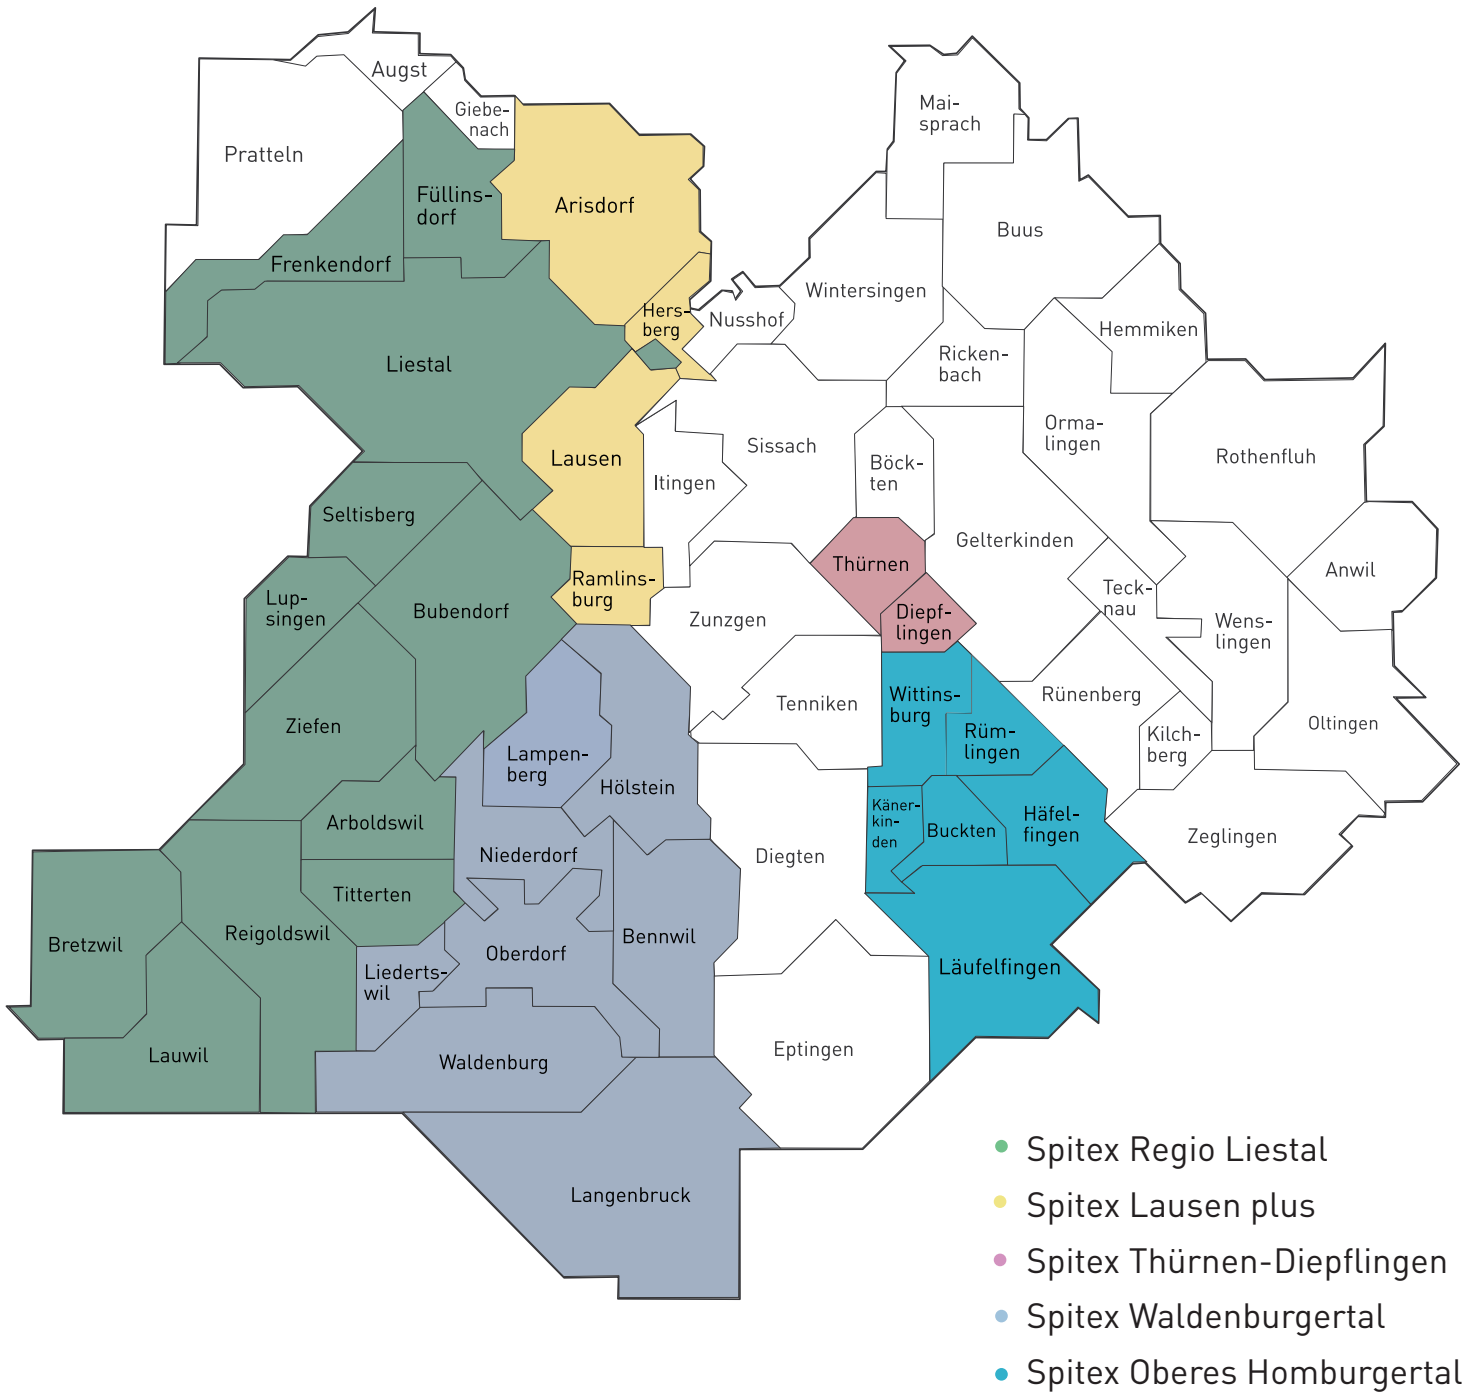 Augst
Giebe-
nach
Mai-
sprach
Pratteln
Füllins-
dorf
Arisdorf
Buus
Frenkendorf
Wintersingen
Hers-
berg
Nusshof
Hemmiken
Liestal
Ricken-
bach
Orma-
lingen
Sissach
Lausen
Böck-
ten
Rothenfluh
Itingen
Seltisberg
Gelterkinden
Thürnen
Anwil
Ramlins-
burg
Teck-
nau
Lup-
singen
Bubendorf
Zunzgen
Diepf-
lingen
Wens-
lingen
Wittins-
burg
Rünenberg
Tenniken
Ziefen
Rüm-
lingen
Kilch-
berg
Oltingen
Lampen-
berg
Hölstein
Käner-
kin-
den
Buckten
Häfel-
fingen
Arboldswil
Zeglingen
Niederdorf
Diegten
Titterten
Reigoldswil
Bretzwil
Bennwil
Oberdorf
Liederts-
wil
Läufelfingen
Lauwil
Waldenburg
Eptingen
Langenbruck
Spitex Regio Liestal
Spitex Lausen plus
Spitex Thürnen-Diepflingen
Spitex Waldenburgertal
Spitex Oberes Homburgertal